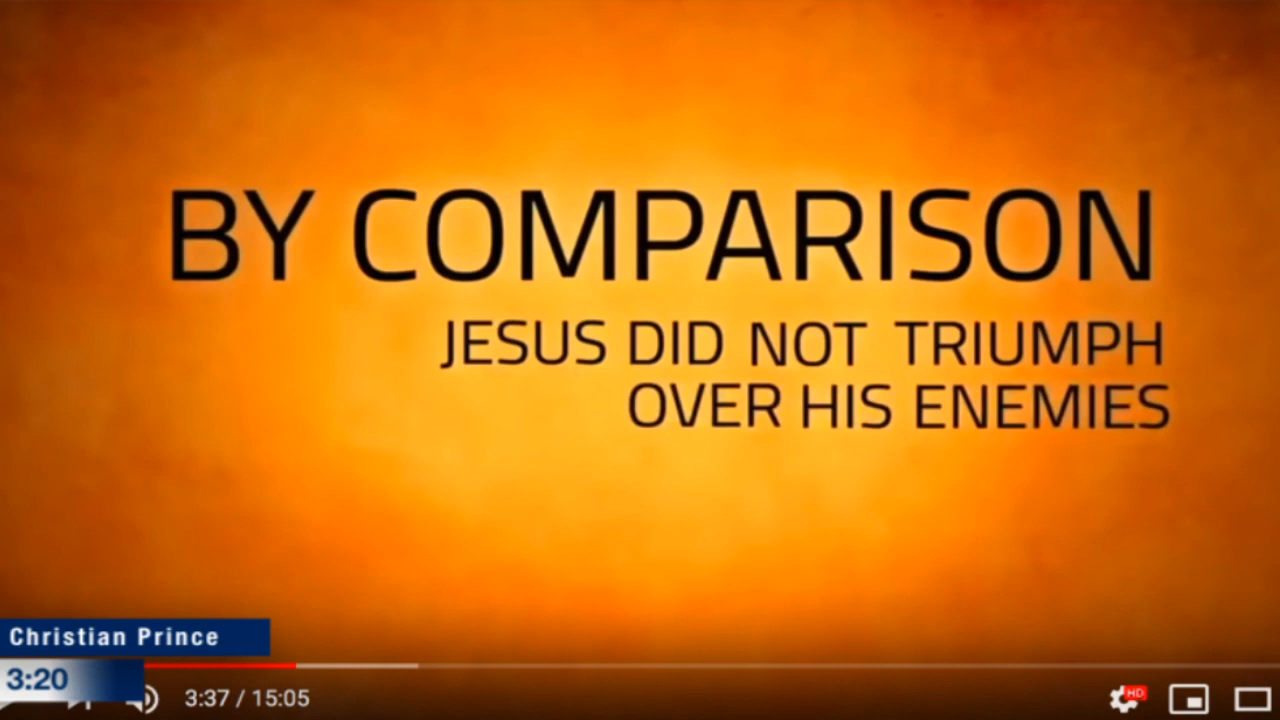 BY COMPARISON
JESUS DID NOT TRIUMPH
OVER HIS ENEMIES
Christian Prince
3:20
3:37 / 15:05
HD